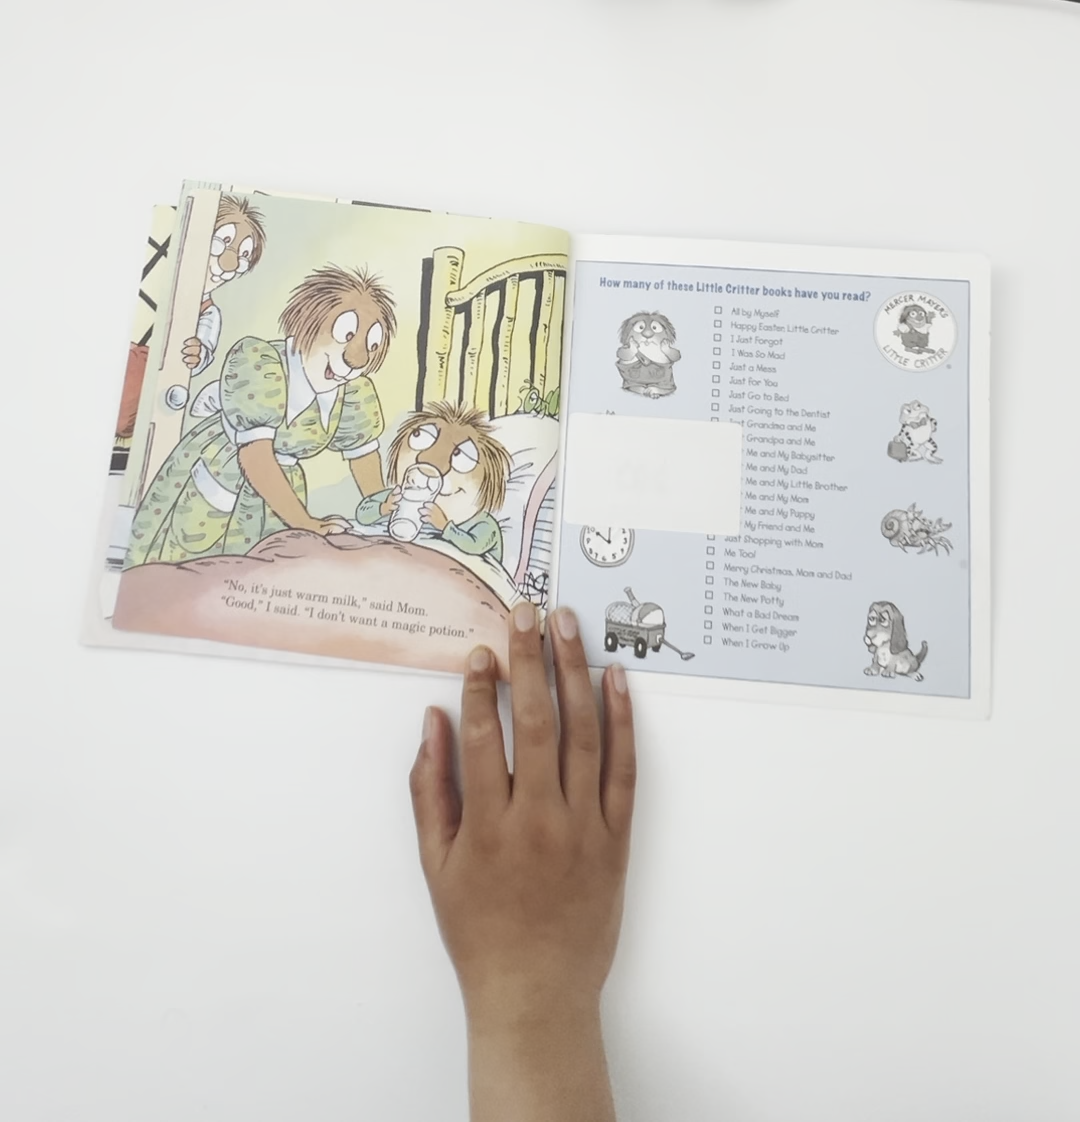 "No, it's just warm milk," said Mom.
"Good," I said. "I don't want a magic potion."
How many of these Little Critter books have you read?
MERCER MAYER'S
LITTLE CRITTER
®
All by Myself
Happy Easter, Little Critter
I Just Forgot
I Was So Mad
Just a Mess
Just For You
Just Go to Bed
Just Going to the Dentist
Grandma and Me
Grandpa and Me
Me and My Babysitter
Me and My Dad
Me and My Little Brother
Me and My Mom
Me and My Puppy
My Friend and Me
Just Shopping with Mom
Me Too!
Merry Christmas, Mom and Dad
The New Baby
The New Potty
What a Bad Dream
When I Get Bigger
When I Grow Up